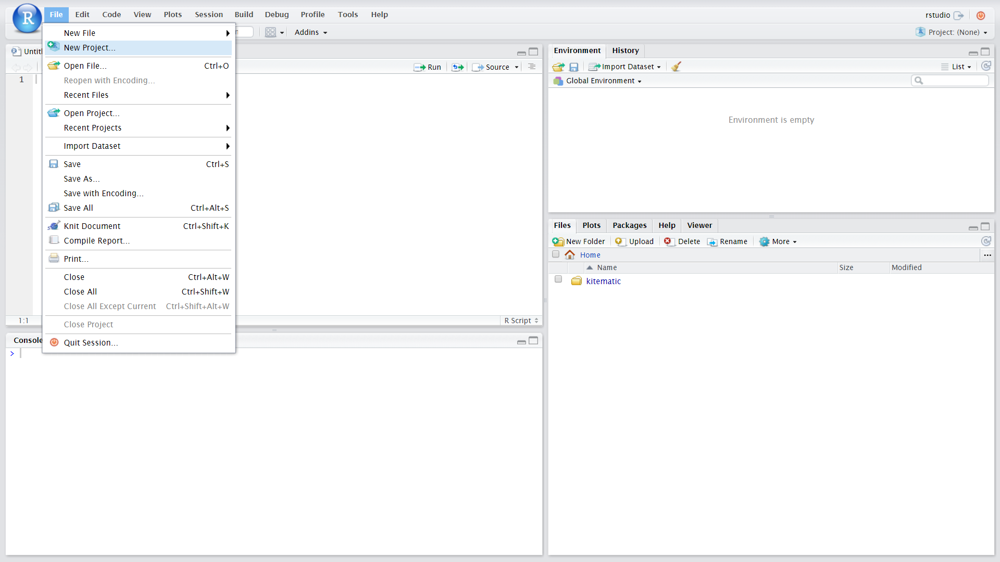 R File Edit Code View Plots Session Build Debug Profile Tools Help rstudio
Addins Project: (None)
New File
New Project...
Open File... Ctrl+O
Reopen with Encoding...
Recent Files
Open Project...
Recent Projects
Import Dataset
Save Ctrl+S
Save As...
Save with Encoding...
Save All Ctrl+Alt+S
Knit Document Ctrl+Shift+K
Compile Report...
Print...
Close Ctrl+Alt+W
Close All Ctrl+Shift+W
Close All Except Current Ctrl+Shift+Alt+W
Close Project
Quit Session...
Run Source
1
1:1 R Script
Console
>
Environment History
Import Dataset List
Global Environment
Environment is empty
Files Plots Packages Help Viewer
New Folder Upload Delete Rename More
Home ...
Name Size Modified
kitematic